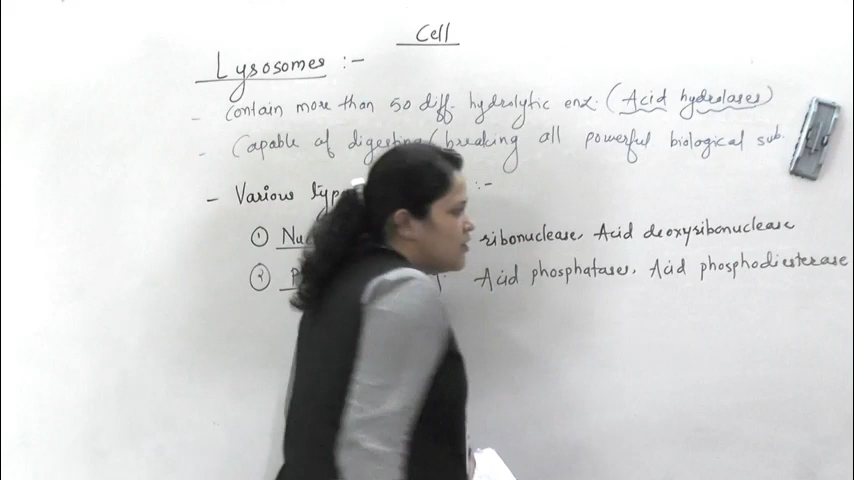 Cell
Lysosomes :-
- Contain more than 50 diff. hydrolytic enz. (Acid hydrolases)
- Capable of digesting/breaking all powerful biological sub.
- Various :-
① ribonuclease, Acid deoxyribonuclease
② Acid phosphatase, Acid phosphodiesterase